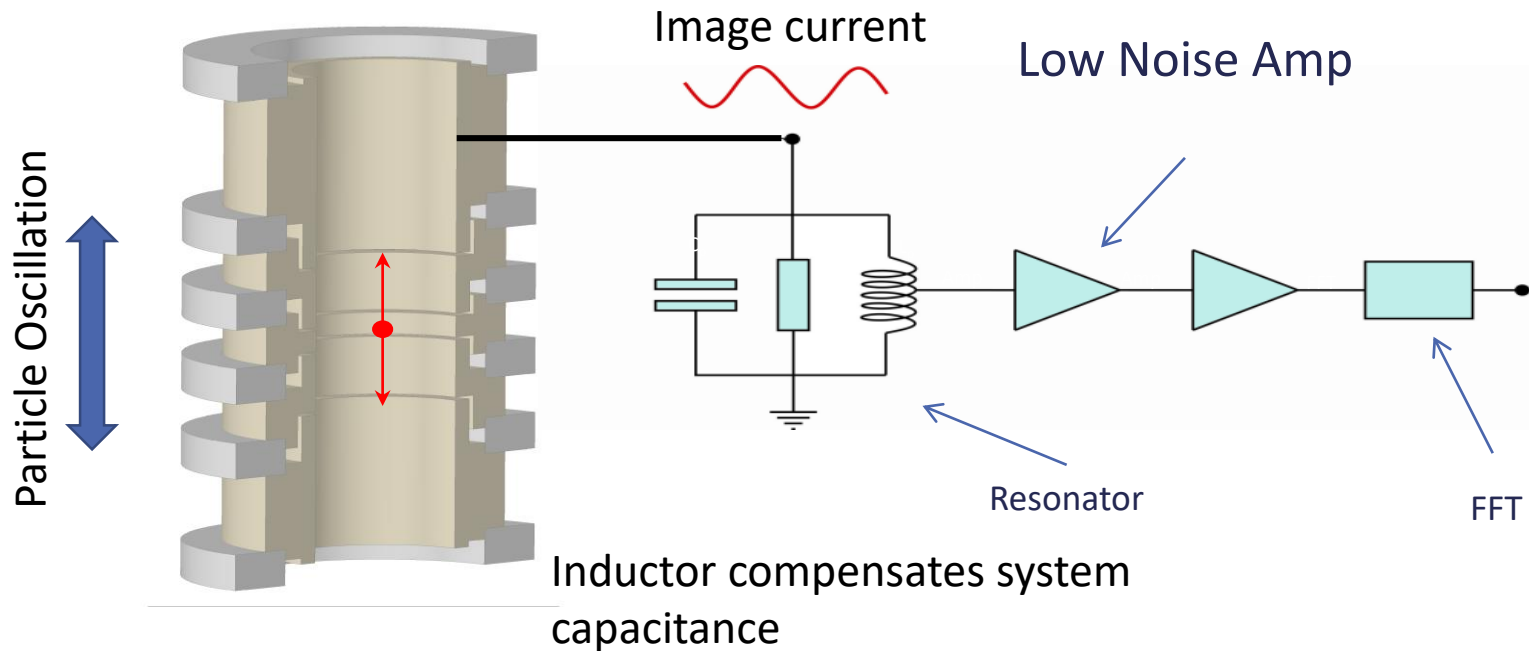 Image current
Low Noise Amp
Particle Oscillation
Resonator
FFT
Inductor compensates system
capacitance